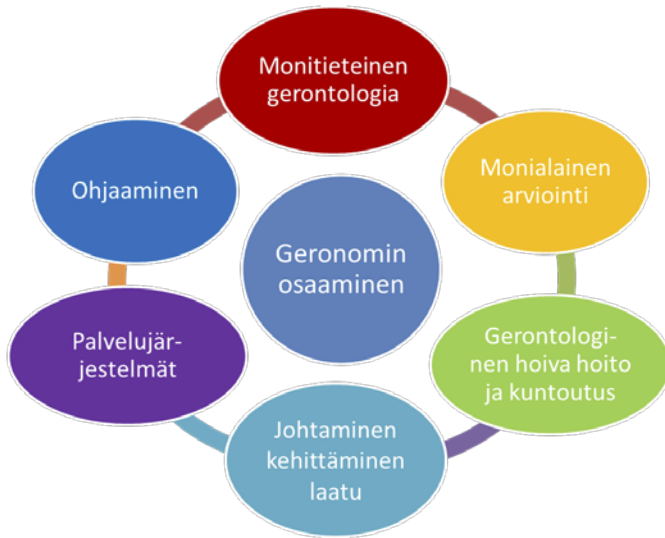 Monitieteinen
gerontologia
Monialainen
arviointi
Gerontologi-
nen hoiva hoito
ja kuntoutus
Johtaminen
kehittäminen
laatu
Palvelujär-
jestelmät
Ohjaaminen
Geronomin
osaaminen